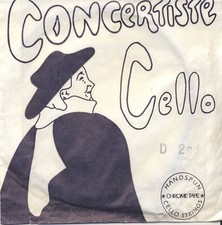 CONCERTISTE
Cello
D 2nd
HANDSPUN
CHROME TAPE
CELLO STRINGS